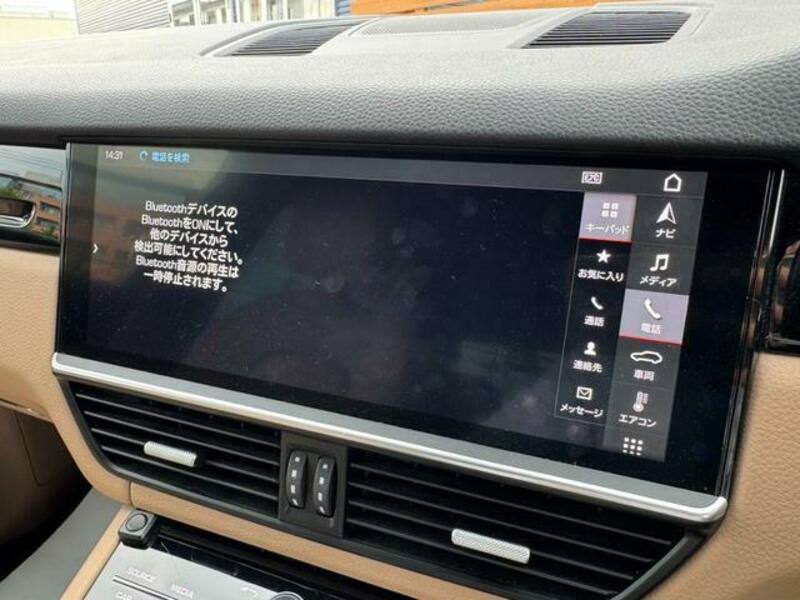 14:31 電話を検索
Bluetoothデバイスの
BluetoothをONにして、
他のデバイスから
検出可能にしてください。
Bluetooth音源の再生は
一時停止されます。
キーパッド
お気に入り
通話
連絡先
メッセージ
ナビ
メディア
電話
車両
エアコン
SOURCE
MEDIA
CAR